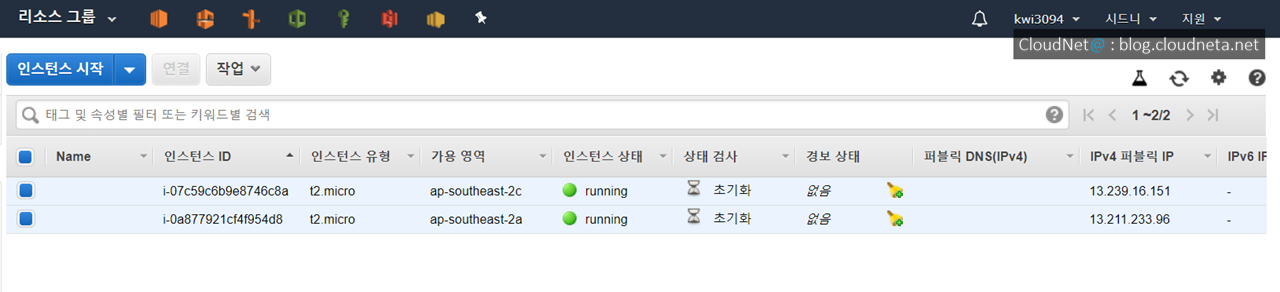 리소스 그룹 kwi3094 시드니 지원
CloudNet@ : blog.cloudneta.net
인스턴스 시작 연결 작업
태그 및 속성별 필터 또는 키워드별 검색 1 ~2/2
Name 인스턴스 ID 인스턴스 유형 가용 영역 인스턴스 상태 상태 검사 경보 상태 퍼블릭 DNS(IPv4) IPv4 퍼블릭 IP IPv6 IP
i-07c59c6b9e8746c8a t2.micro ap-southeast-2c running 초기화 없음 13.239.16.151 -
i-0a877921cf4f954d8 t2.micro ap-southeast-2a running 초기화 없음 13.211.233.96 -